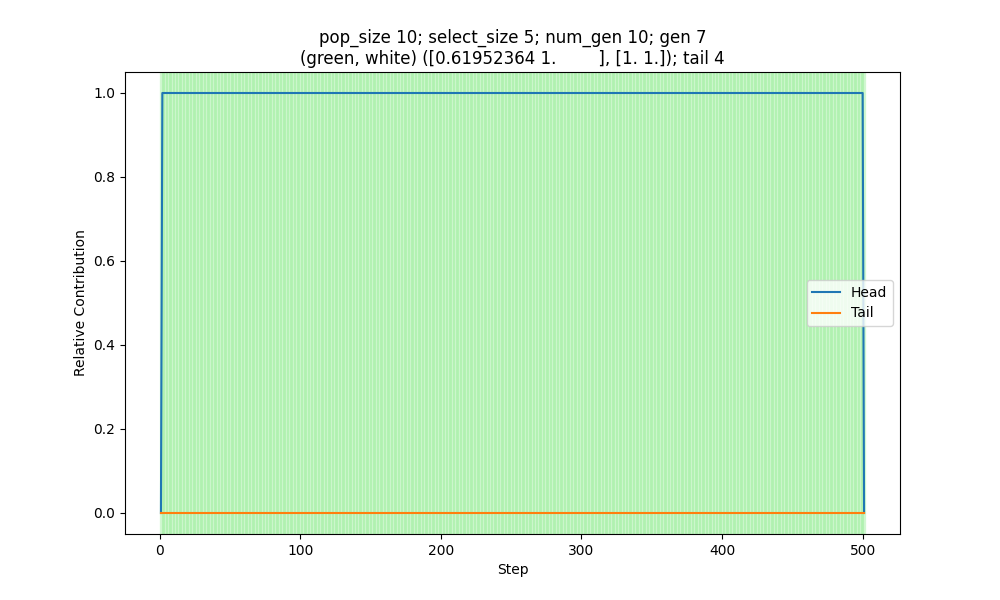 pop_size 10; select_size 5; num_gen 10; gen 7
(green, white) ([0.61952364 1.        ], [1. 1.]); tail 4
1.0
0.8
0.6
0.4
0.2
0.0
Relative Contribution
Head
Tail
0 100 200 300 400 500
Step